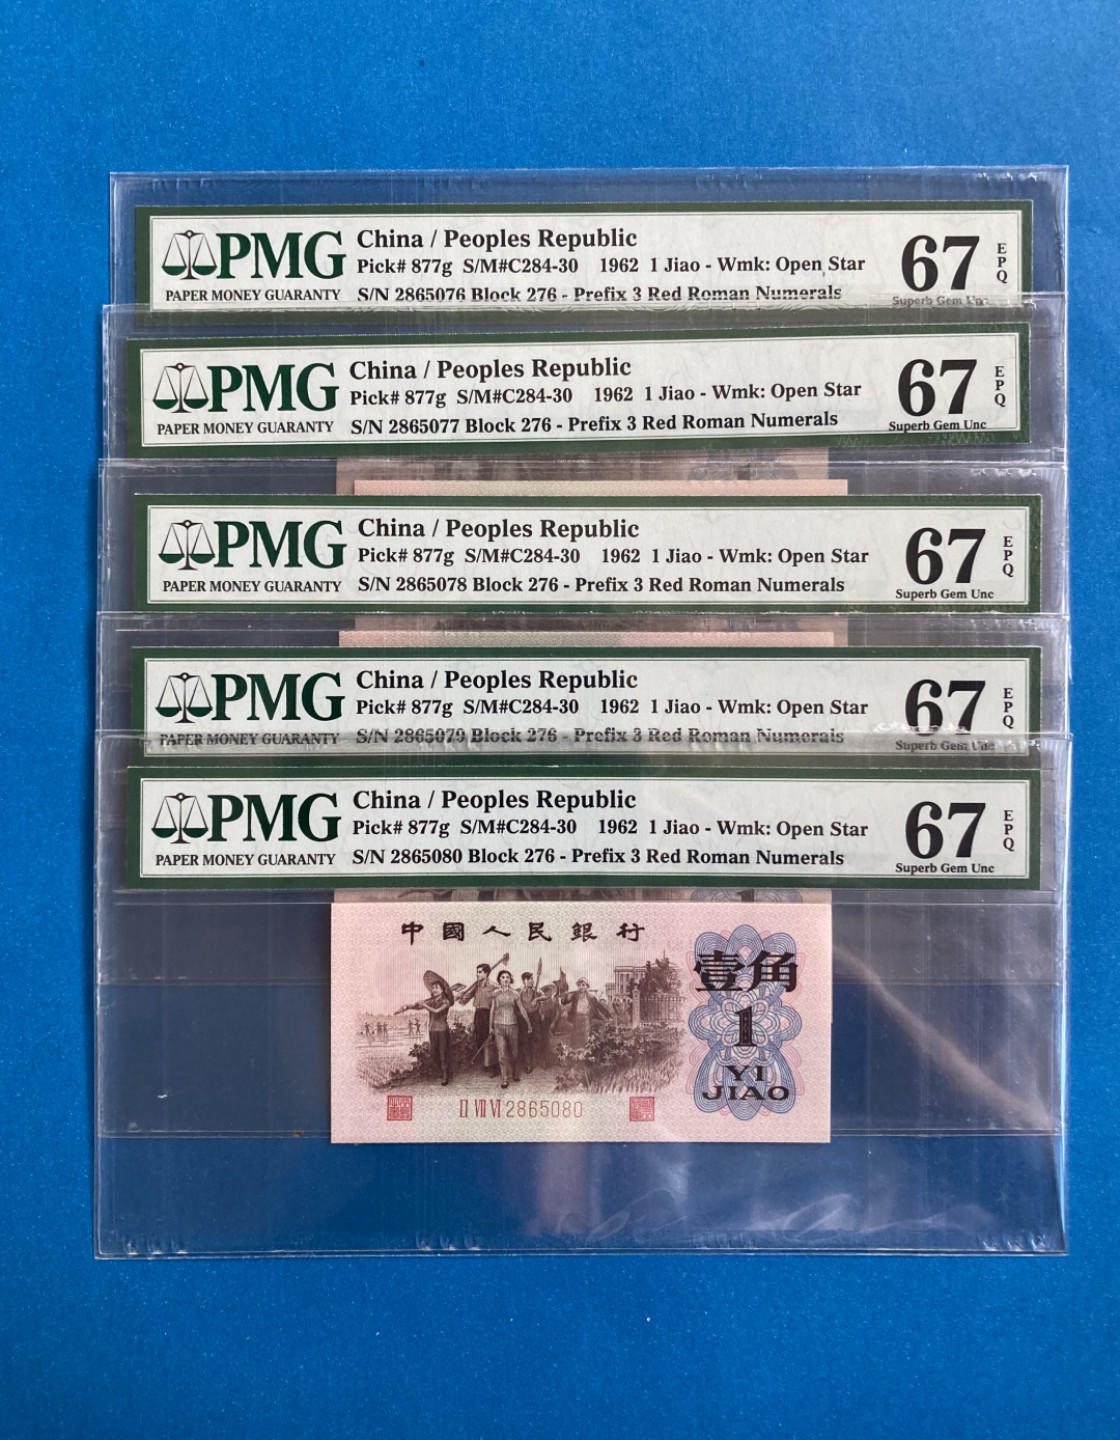 PMG
PAPER MONEY GUARANTY
China / Peoples Republic
Pick# 877g S/M#C284-30 1962 1 Jiao - Wmk: Open Star
S/N 2865076 Block 276 - Prefix 3 Red Roman Numerals
67
EPQ
Superb Gem Unc
PMG
PAPER MONEY GUARANTY
China / Peoples Republic
Pick# 877g S/M#C284-30 1962 1 Jiao - Wmk: Open Star
S/N 2865077 Block 276 - Prefix 3 Red Roman Numerals
67
EPQ
Superb Gem Unc
PMG
PAPER MONEY GUARANTY
China / Peoples Republic
Pick# 877g S/M#C284-30 1962 1 Jiao - Wmk: Open Star
S/N 2865078 Block 276 - Prefix 3 Red Roman Numerals
67
EPQ
Superb Gem Unc
PMG
PAPER MONEY GUARANTY
China / Peoples Republic
Pick# 877g S/M#C284-30 1962 1 Jiao - Wmk: Open Star
S/N 2865079 Block 276 - Prefix 3 Red Roman Numerals
67
EPQ
Superb Gem Unc
PMG
PAPER MONEY GUARANTY
China / Peoples Republic
Pick# 877g S/M#C284-30 1962 1 Jiao - Wmk: Open Star
S/N 2865080 Block 276 - Prefix 3 Red Roman Numerals
67
EPQ
Superb Gem Unc
中國人民銀行
壹角
1
YI
JIAO
II VII VI 2865080